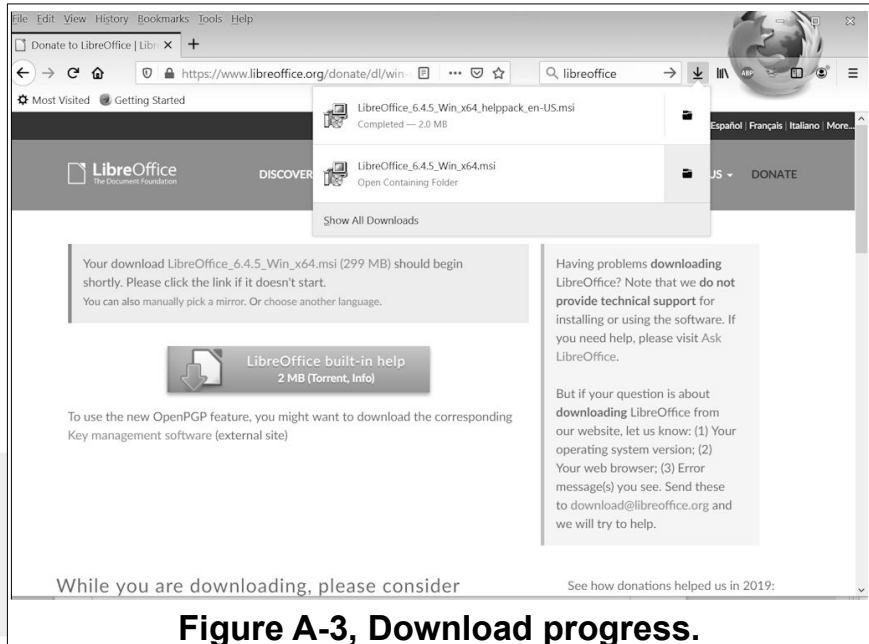 File Edit View History Bookmarks Tools Help
Donate to LibreOffice | Libr
https://www.libreoffice.org/donate/dl/win-
libreoffice
ABP
Most Visited Getting Started
LibreOffice_6.4.5_Win_x64_helppack_en-US.msi
Completed — 2.0 MB
Español | Français | Italiano | More...
LibreOffice
The Document Foundation
DISCOVER
LibreOffice_6.4.5_Win_x64.msi
Open Containing Folder
US
DONATE
Show All Downloads
Your download LibreOffice_6.4.5_Win_x64.msi (299 MB) should begin
shortly. Please click the link if it doesn't start.
You can also manually pick a mirror. Or choose another language.
LibreOffice built-in help
2 MB (Torrent, Info)
To use the new OpenPGP feature, you might want to download the corresponding
Key management software (external site)
Having problems downloading
LibreOffice? Note that we do not
provide technical support for
installing or using the software. If
you need help, please visit Ask
LibreOffice.
But if your question is about
downloading LibreOffice from
our website, let us know: (1) Your
operating system version; (2)
Your web browser; (3) Error
message(s) you see. Send these
to download@libreoffice.org and
we will try to help.
While you are downloading, please consider
See how donations helped us in 2019:
Figure A-3, Download progress.